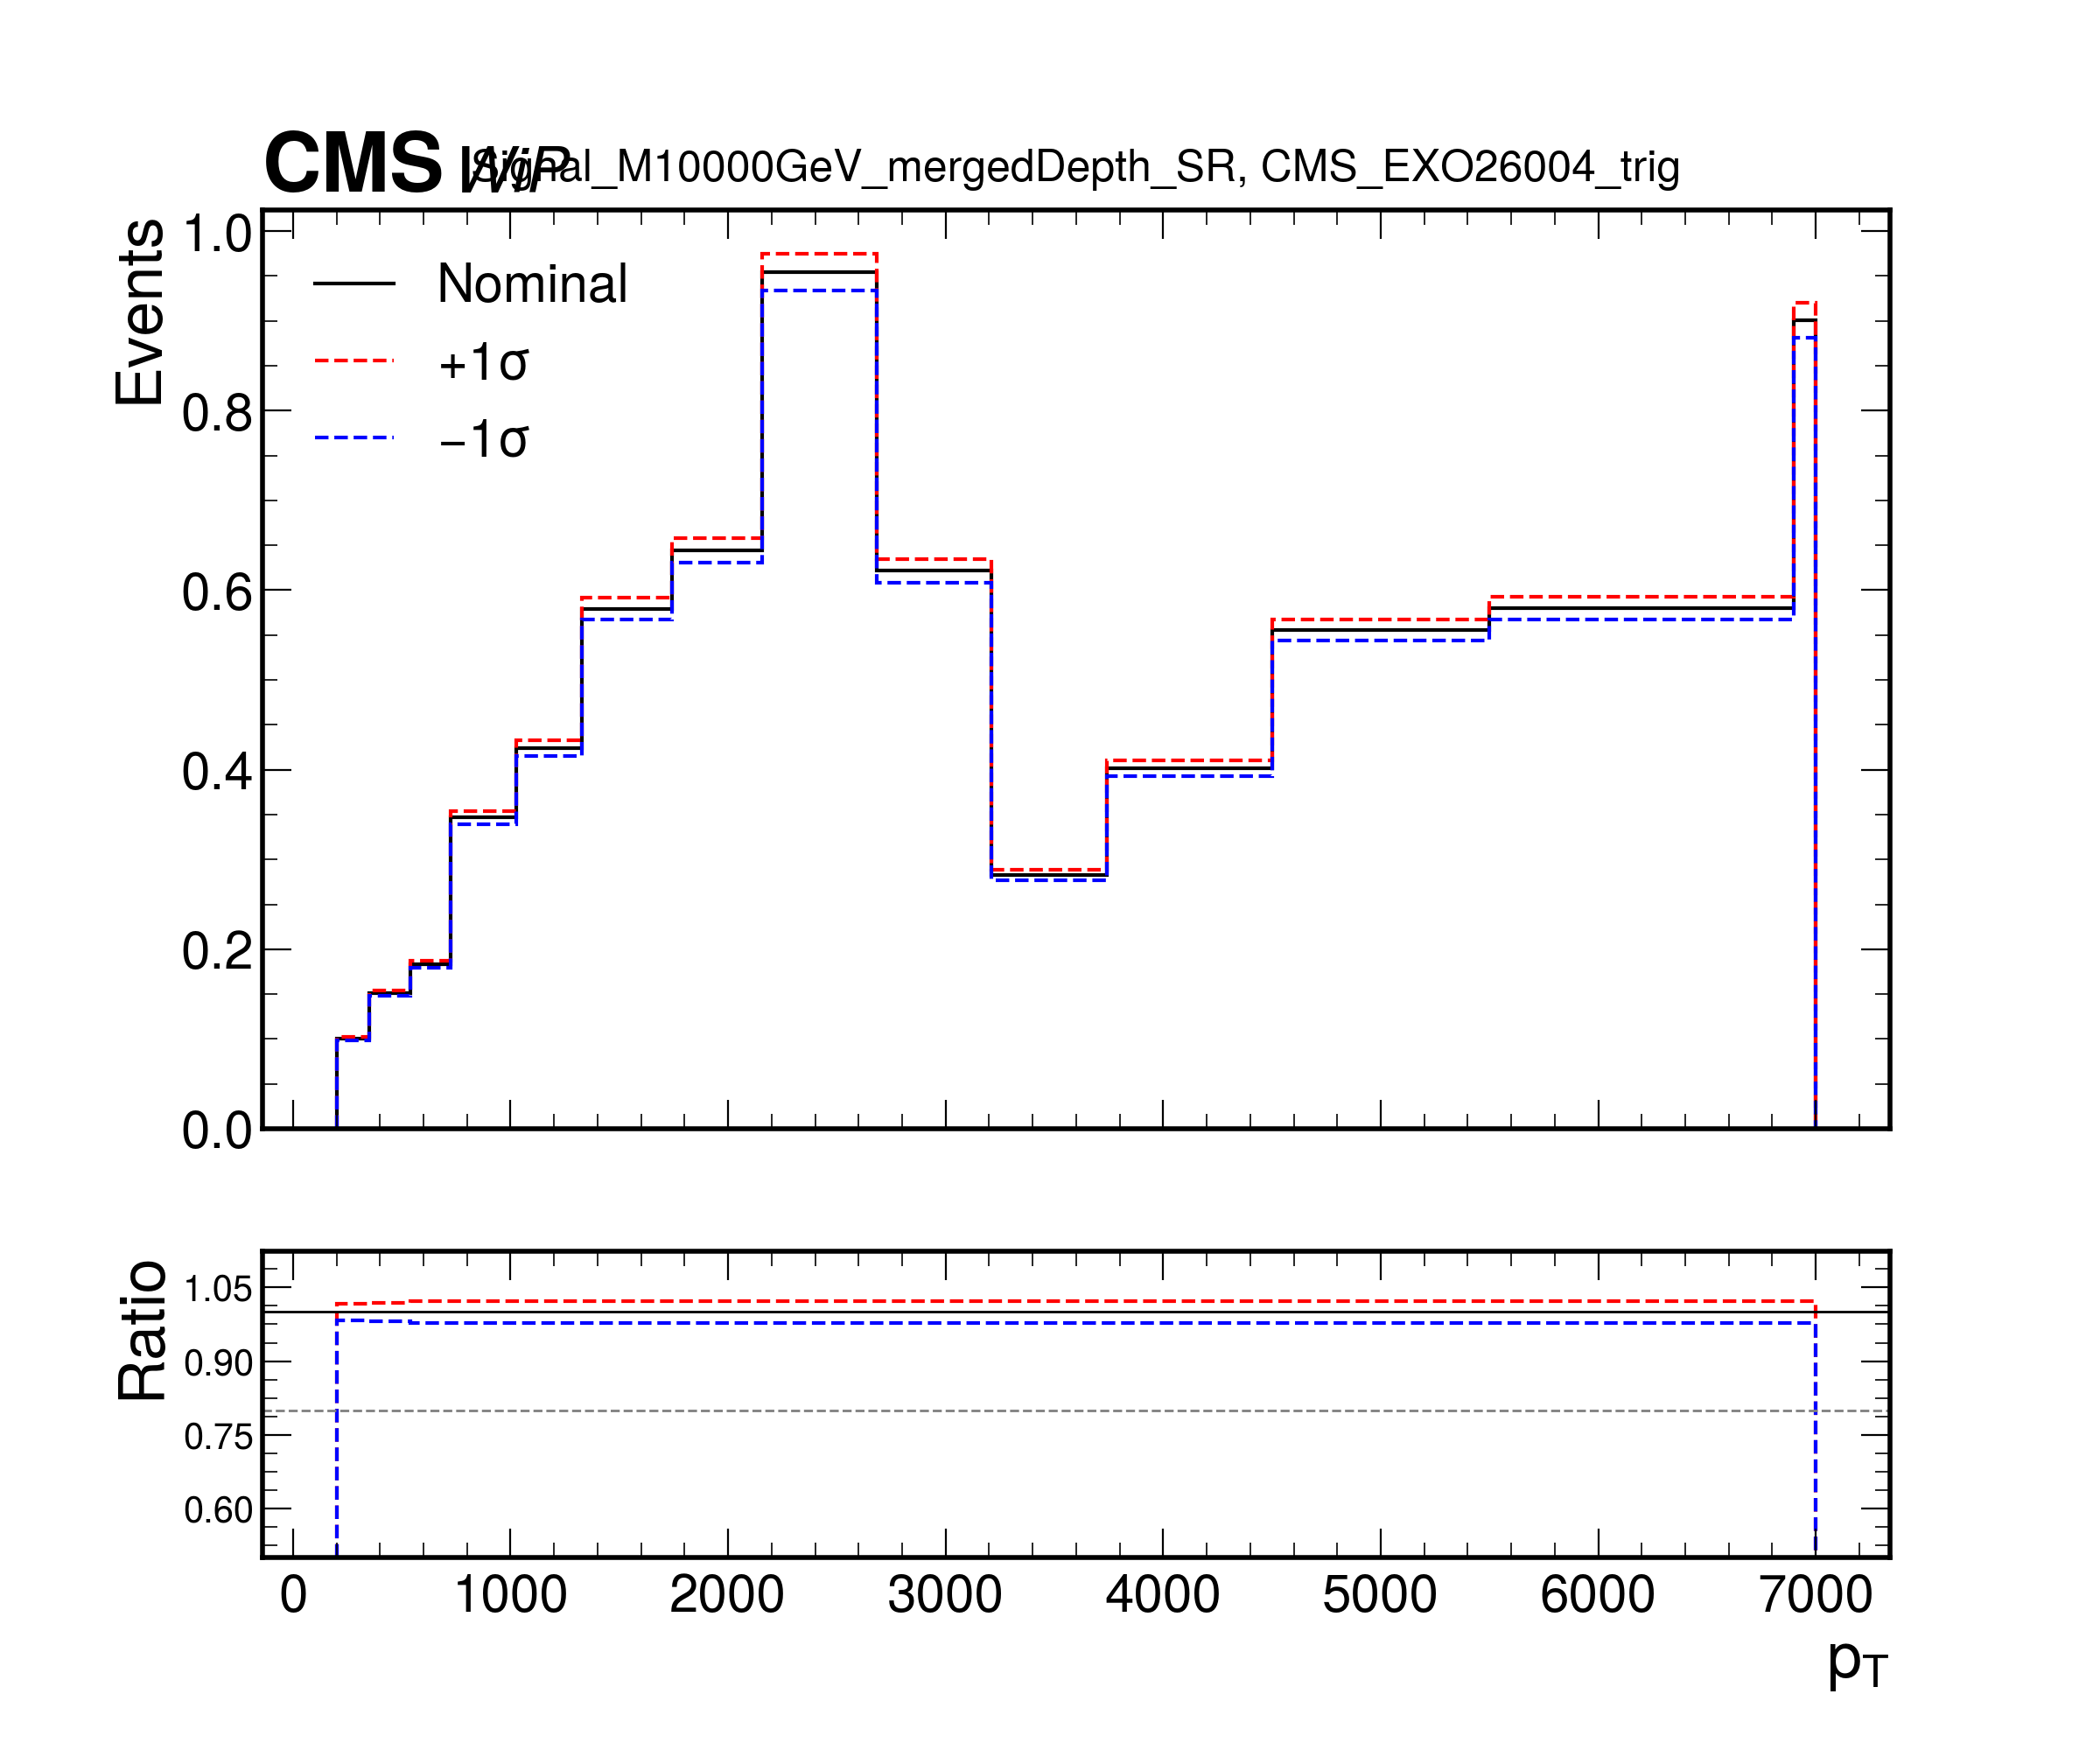 CMS WiP Signal_M10000GeV_mergedDepth_SR, CMS_EXO26004_trig
Events
1.0
0.8
0.6
0.4
0.2
0.0
Nominal
+1σ
−1σ
Ratio
1.05
0.90
0.75
0.60
0 1000 2000 3000 4000 5000 6000 7000
pT